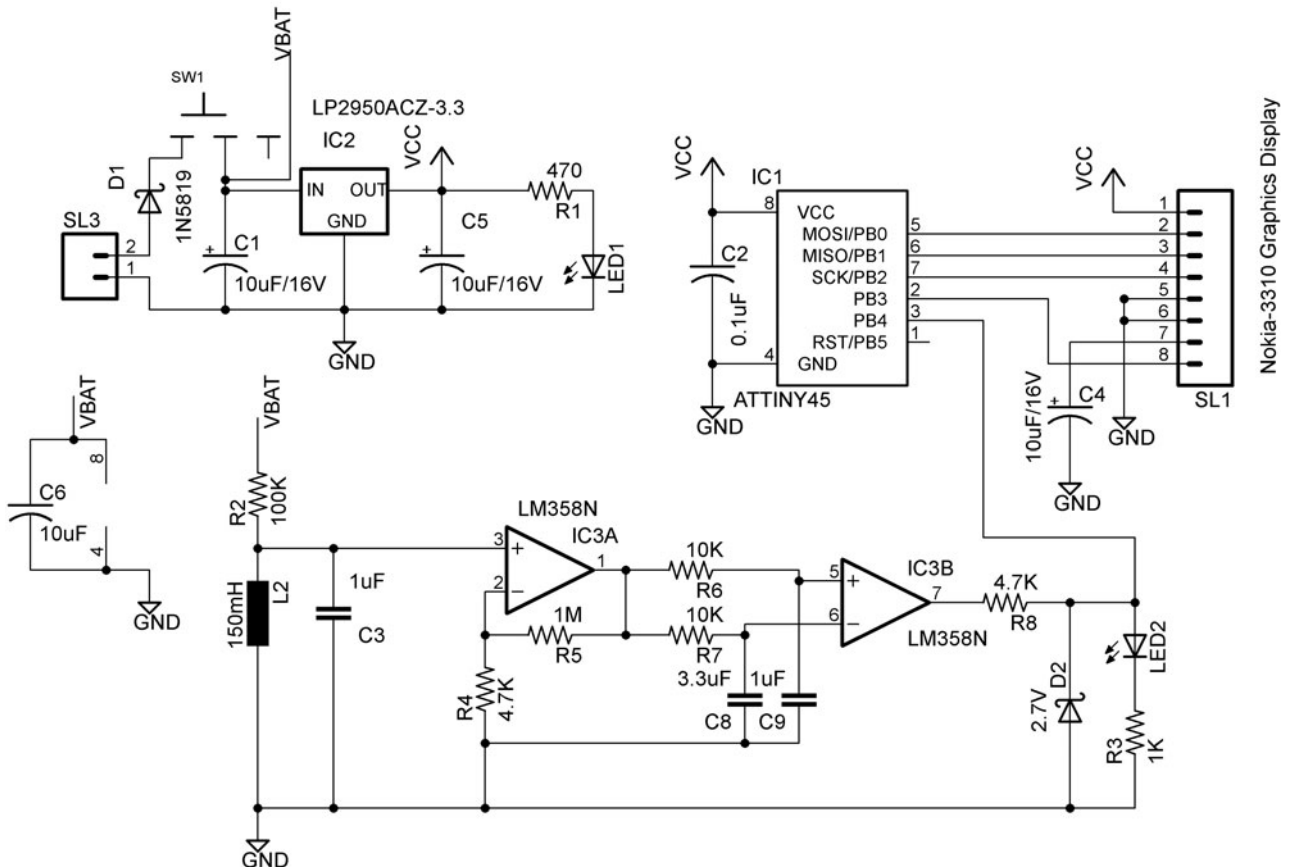 VBAT
SW1
LP2950ACZ-3.3
IC2
VCC
D1
1N5819
IN
OUT
GND
470
R1
SL3
2
1
+
C1
10uF/16V
+
C5
10uF/16V
LED1
GND
VCC
IC1
8
VCC
MOSI/PB0
5
MISO/PB1
6
SCK/PB2
7
PB3
2
PB4
3
RST/PB5
1
4
GND
C2
0.1uF
ATTINY45
GND
VCC
1
2
3
4
5
6
7
8
SL1
Nokia-3310 Graphics Display
+
C4
10uF/16V
GND
GND
VBAT
8
C6
10uF
4
GND
VBAT
R2
100K
150mH
L2
1uF
C3
LM358N
IC3A
3
+
2
−
1
1M
R5
R4
4.7K
10K
R6
10K
R7
3.3uF
C8
1uF
C9
5
+
6
−
IC3B
7
LM358N
4.7K
R8
D2
2.7V
LED2
R3
1K
GND